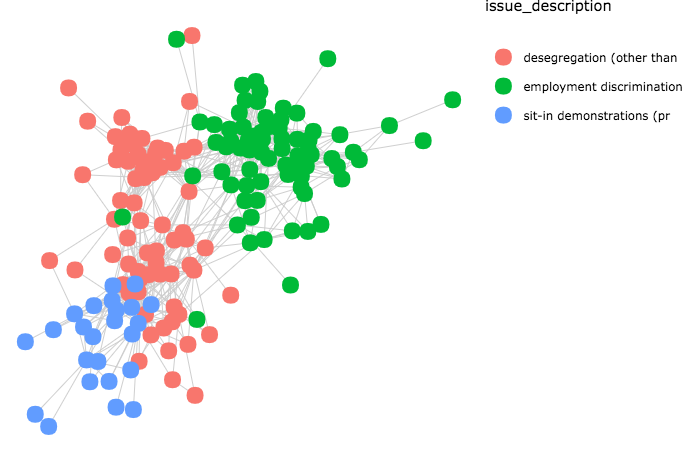 issue_description
desegregation (other than
employment discrimination
sit-in demonstrations (pr